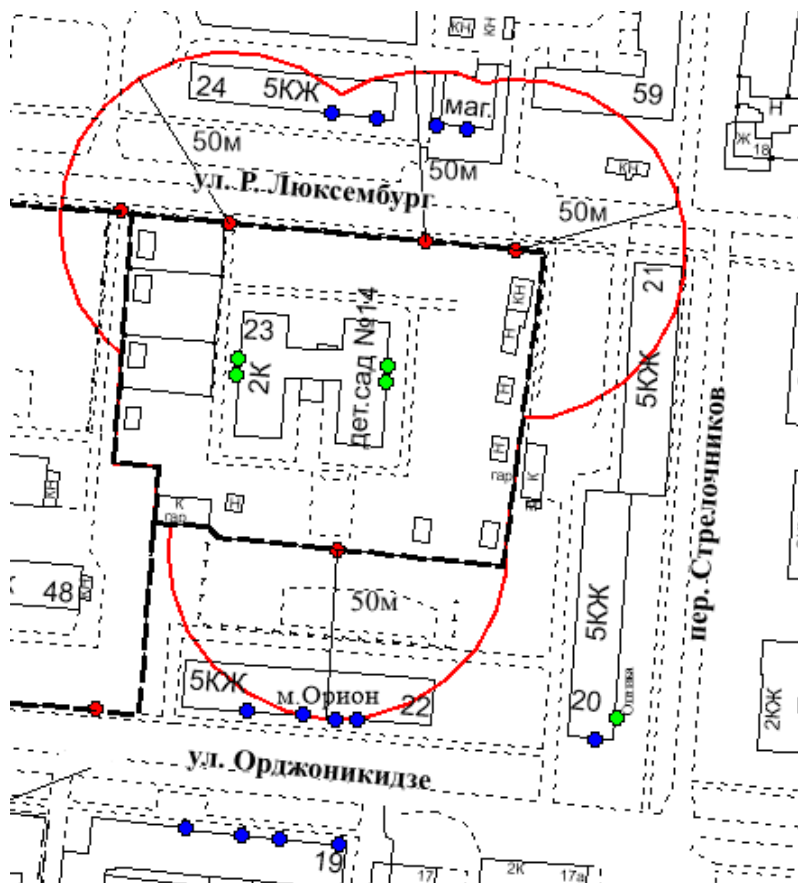 кн
кн
24
5КЖ
маг.
59
Н
Ж
18
50м
50м
кн
ул. Р. Люксембург
50м
21
кн
Н
23
2К
дет.сад №14
5КЖ
Н
Н
гар
К
К
гар
Н
кн
пер. Стрелочников
48
кн
50м
5КЖ
5КЖ
м.Орион
22
20
Оптика
2КЖ
ул. Орджоникидзе
19
17
2К
17а